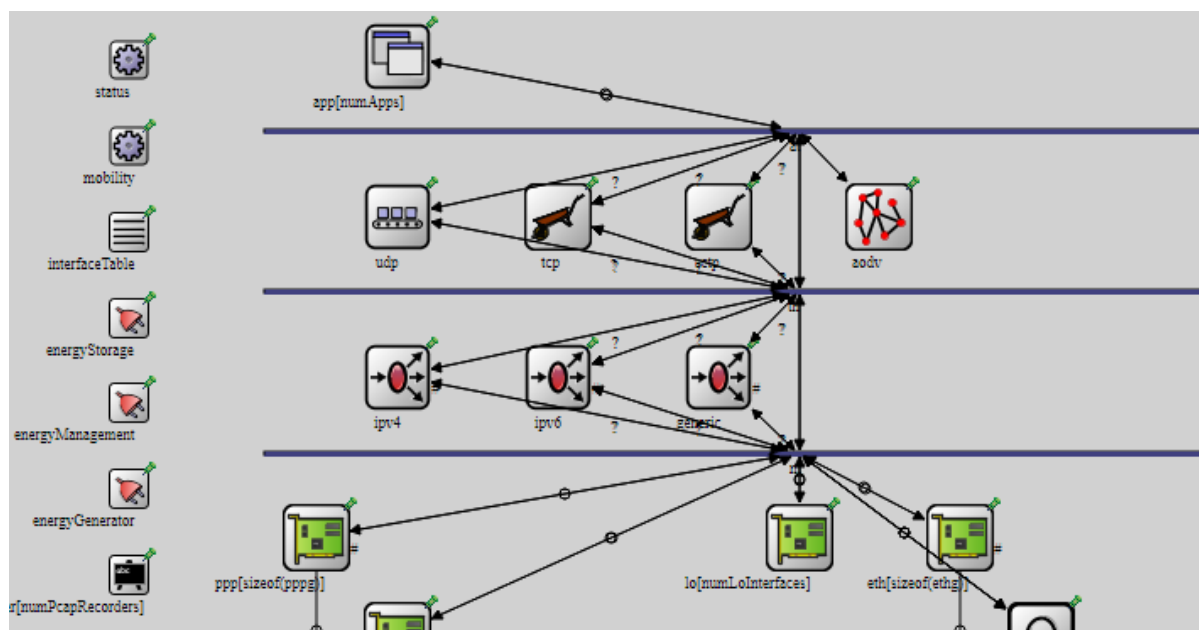 status
app[numApps]
mobility
?
?
?
interfaceTable
udp
tcp
sctp
aodv
?
?
energyStorage
?
?
=
=
energyManagement
ipv4
ipv6
generic
?
energyGenerator
=
=
abc
ppp[sizeof(pppg)]
lo[numLoInterfaces]
eth[sizeof(ethg)]
r[numPcapRecorders]